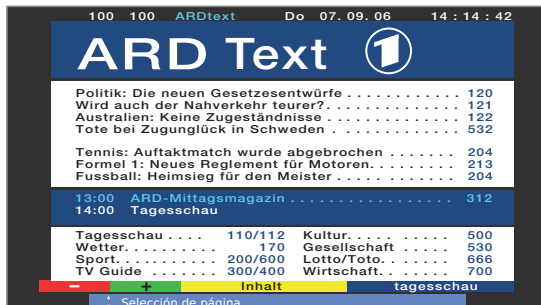 100 100 ARDtext Do 07. 09. 06 14 : 14 : 42
ARD Text 1
Politik: Die neuen Gesetzesentwürfe . . . . . . . . . . . . 120
Wird auch der Nahverkehr teurer?. . . . . . . . . . . . . . 121
Australien: Keine Zugeständnisse . . . . . . . . . . . . . 122
Tote bei Zugunglück in Schweden . . . . . . . . . . . . . 532
Tennis: Auftaktmatch wurde abgebrochen . . . . . . . 204
Formel 1: Neues Reglement für Motoren. . . . . . . . . 213
Fussball: Heimsieg für den Meister . . . . . . . . . . . . 204
13:00 ARD-Mittagsmagazin . . . . . . . . . . . . . . . . . 312
14:00 Tagesschau
Tagesschau . . . . 110/112 Kultur. . . . . . . . . 500
Wetter. . . . . . . . . 170 Gesellschaft . . . . 530
Sport. . . . . . . . . 200/600 Lotto/Toto. . . . . 666
TV Guide . . . . . . 300/400 Wirtschaft. . . . . . 700
− + Inhalt tagesschau
Selección de página